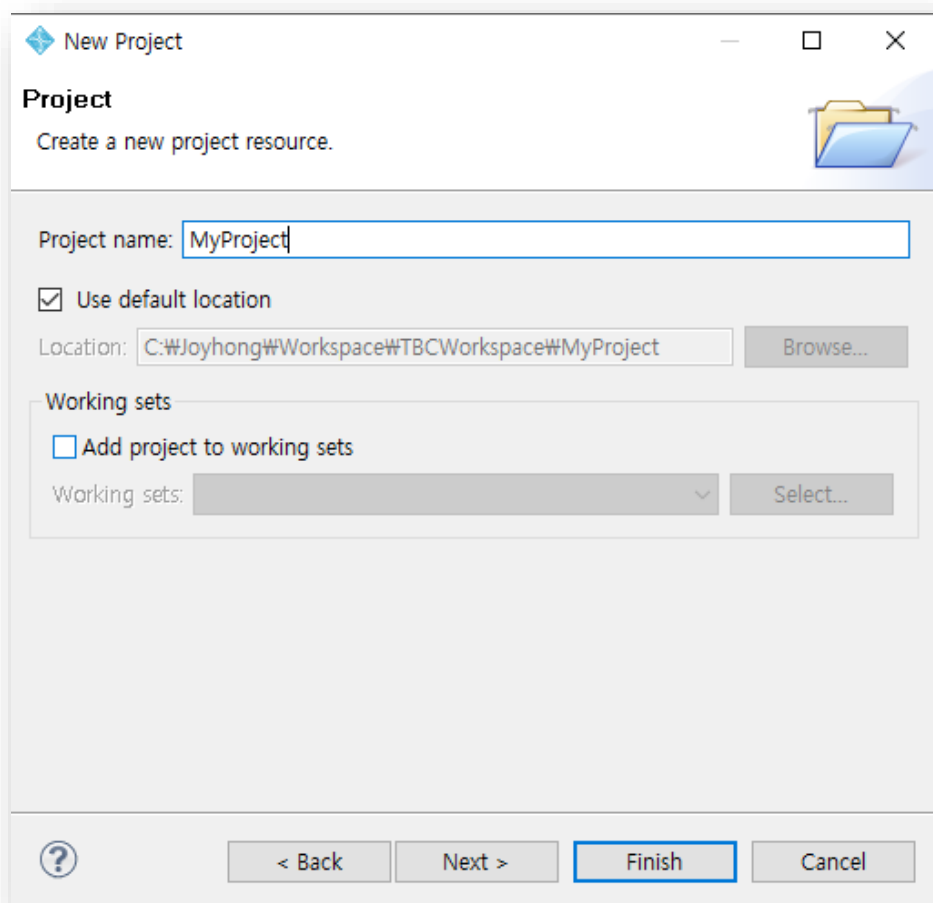 New Project
Project
Create a new project resource.
Project name: MyProject
Use default location
Location: C:₩Joyhong₩Workspace₩TBCWorkspace₩MyProject Browse...
Working sets
Add project to working sets
Working sets: Select...
? < Back Next > Finish Cancel